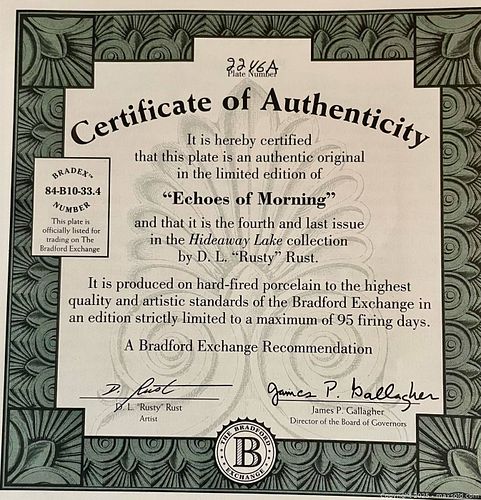 2246A
Plate Number
Certificate of Authenticity
It is hereby certified
that this plate is an authentic original
in the limited edition of
“Echoes of Morning”
and that it is the fourth and last issue
in the Hideaway Lake collection
by D. L. “Rusty” Rust.
BRADEX™
84-B10-33.4
NUMBER
This plate is
officially listed for
trading on The
Bradford Exchange
It is produced on hard-fired porcelain to the highest
quality and artistic standards of the Bradford Exchange in
an edition strictly limited to a maximum of 95 firing days.
A Bradford Exchange Recommendation
D. Rust
D. L. "Rusty" Rust
Artist
James P. Gallagher
James P. Gallagher
Director of the Board of Governors
THE BRADFORD
B
EXCHANGE